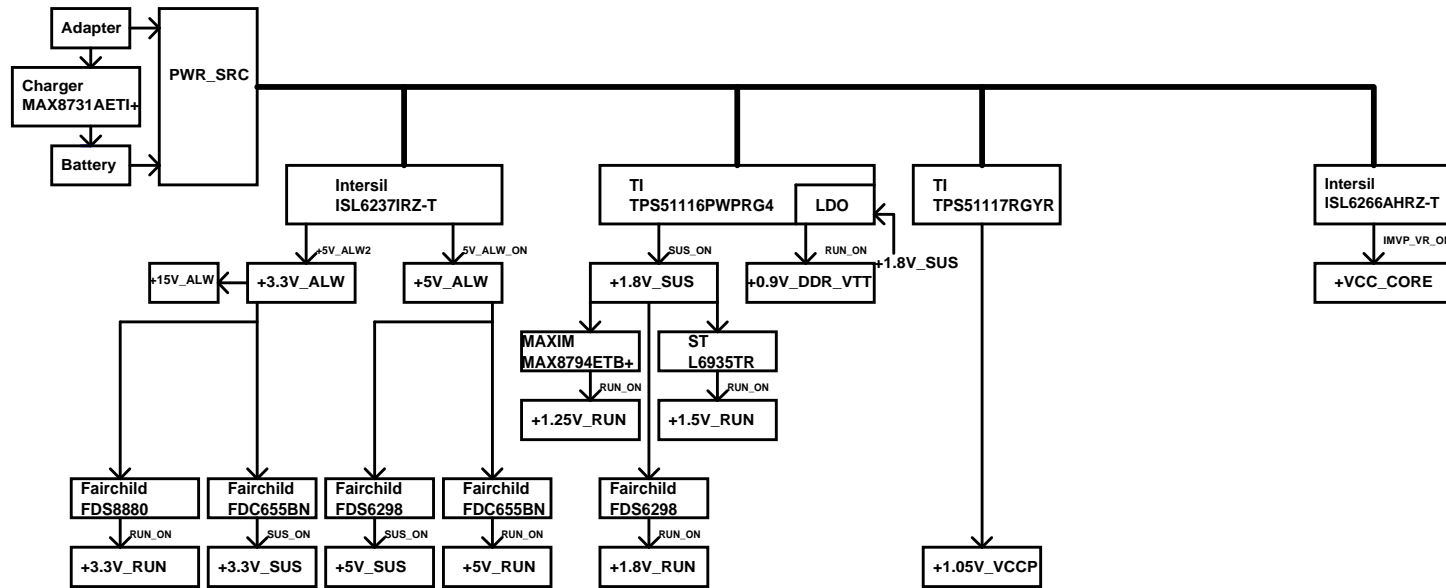 Adapter
PWR_SRC
Charger
MAX8731AETI+
Battery
Intersil
ISL6237IRZ-T
TI
TPS51116PWPRG4
LDO
TI
TPS51117RGYR
Intersil
ISL6266AHRZ-T
+5V_ALW2
5V_ALW_ON
SUS_ON
RUN_ON
+1.8V_SUS
IMVP_VR_ON
+15V_ALW
+3.3V_ALW
+5V_ALW
+1.8V_SUS
+0.9V_DDR_VTT
+VCC_CORE
MAXIM
MAX8794ETB+
ST
L6935TR
RUN_ON
RUN_ON
+1.25V_RUN
+1.5V_RUN
Fairchild
FDS8880
Fairchild
FDC655BN
Fairchild
FDS6298
Fairchild
FDC655BN
Fairchild
FDS6298
RUN_ON
SUS_ON
SUS_ON
RUN_ON
RUN_ON
+3.3V_RUN
+3.3V_SUS
+5V_SUS
+5V_RUN
+1.8V_RUN
+1.05V_VCCP